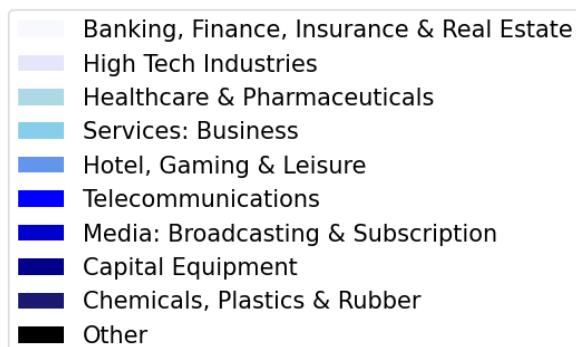 Banking, Finance, Insurance & Real Estate
High Tech Industries
Healthcare & Pharmaceuticals
Services: Business
Hotel, Gaming & Leisure
Telecommunications
Media: Broadcasting & Subscription
Capital Equipment
Chemicals, Plastics & Rubber
Other